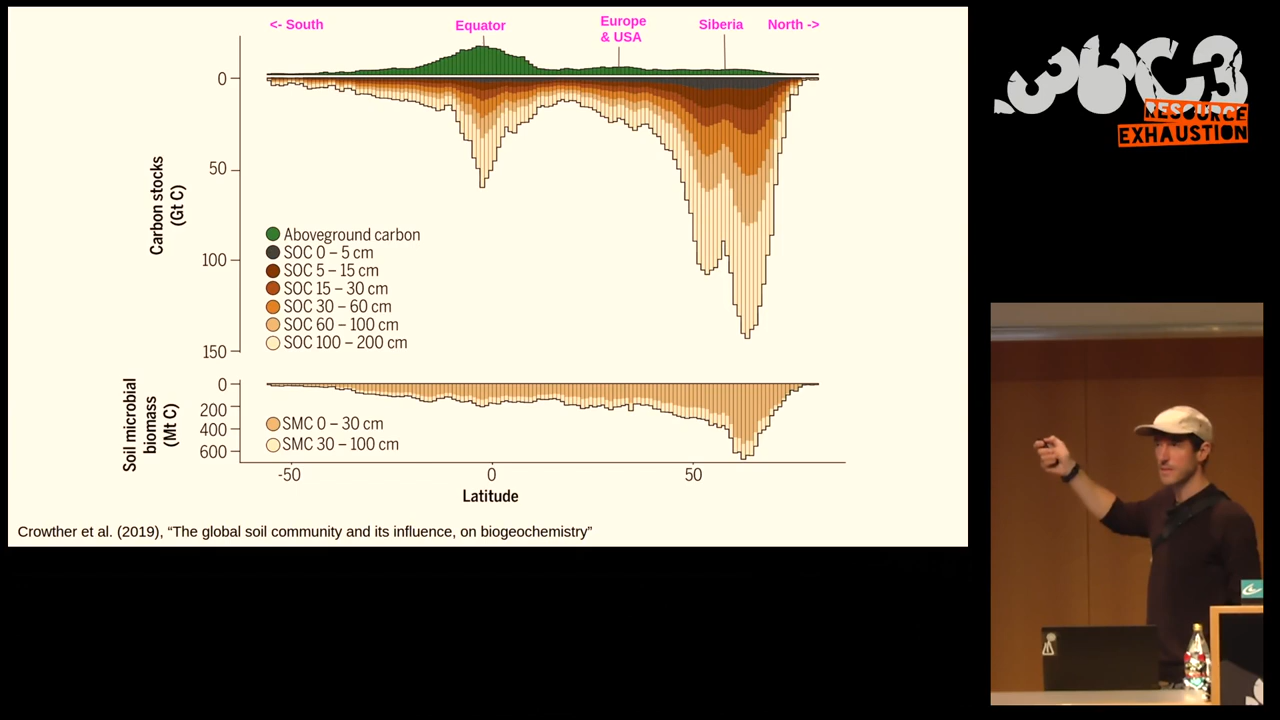 <- South
Equator
Europe
& USA
Siberia
North ->
0
50
100
150
Carbon stocks
(Gt C)
Aboveground carbon
SOC 0 – 5 cm
SOC 5 – 15 cm
SOC 15 – 30 cm
SOC 30 – 60 cm
SOC 60 – 100 cm
SOC 100 – 200 cm
0
200
400
600
Soil microbial
biomass
(Mt C)
SMC 0 – 30 cm
SMC 30 – 100 cm
-50
0
50
Latitude
Crowther et al. (2019), “The global soil community and its influence, on biogeochemistry”
36C3
RESOURCE
EXHAUSTION